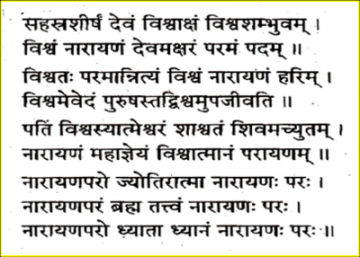 सहस्रशीर्षं देवं विश्वाक्षं विश्वशम्भुवम् ।
विश्वं नारायणं देवमक्षरं परमं पदम् ॥
विश्वतः परमान्नित्यं विश्वं नारायणं हरिम् ।
विश्वमेवेदं पुरुषस्तद्विश्वमुपजीवति ॥
पतिं विश्वस्यात्मेश्वरं शाश्वतं शिवमच्युतम् ।
नारायणं महाज्ञेयं विश्वात्मानं परायणम् ॥
नारायणपरो ज्योतिरात्मा नारायणः परः ।
नारायणपरं ब्रह्म तत्त्वं नारायणः परः ।
नारायणपरो ध्याता ध्यानं नारायणः परः ॥